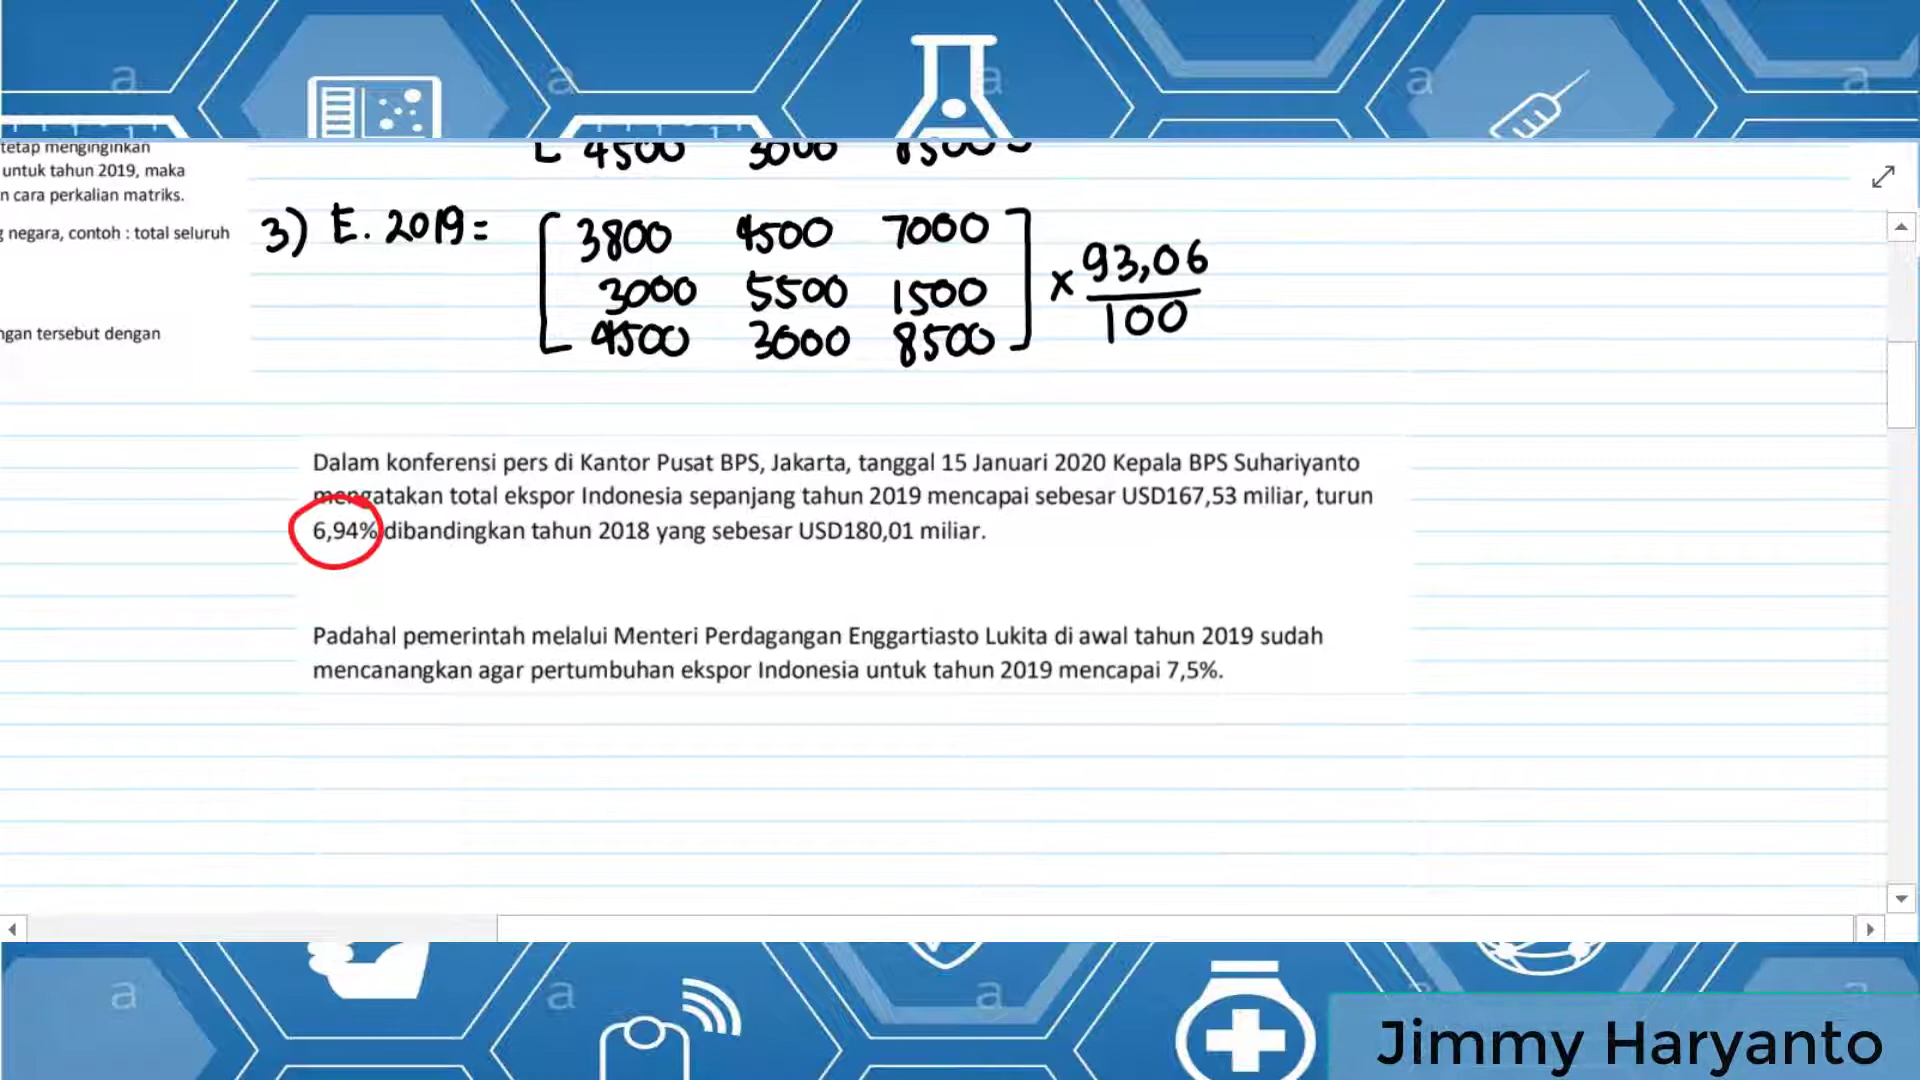 tetap menginginkan
untuk tahun 2019, maka
n cara perkalian matriks.
negara, contoh : total seluruh
ngan tersebut dengan
4500 3000 8500
3) E. 2019 =
3800 4500 7000
3000 5500 1500
4500 3000 8500
× 93,06
100
Dalam konferensi pers di Kantor Pusat BPS, Jakarta, tanggal 15 Januari 2020 Kepala BPS Suhariyanto
mengatakan total ekspor Indonesia sepanjang tahun 2019 mencapai sebesar USD167,53 miliar, turun
6,94% dibandingkan tahun 2018 yang sebesar USD180,01 miliar.
Padahal pemerintah melalui Menteri Perdagangan Enggartiasto Lukita di awal tahun 2019 sudah
mencanangkan agar pertumbuhan ekspor Indonesia untuk tahun 2019 mencapai 7,5%.
Jimmy Haryanto